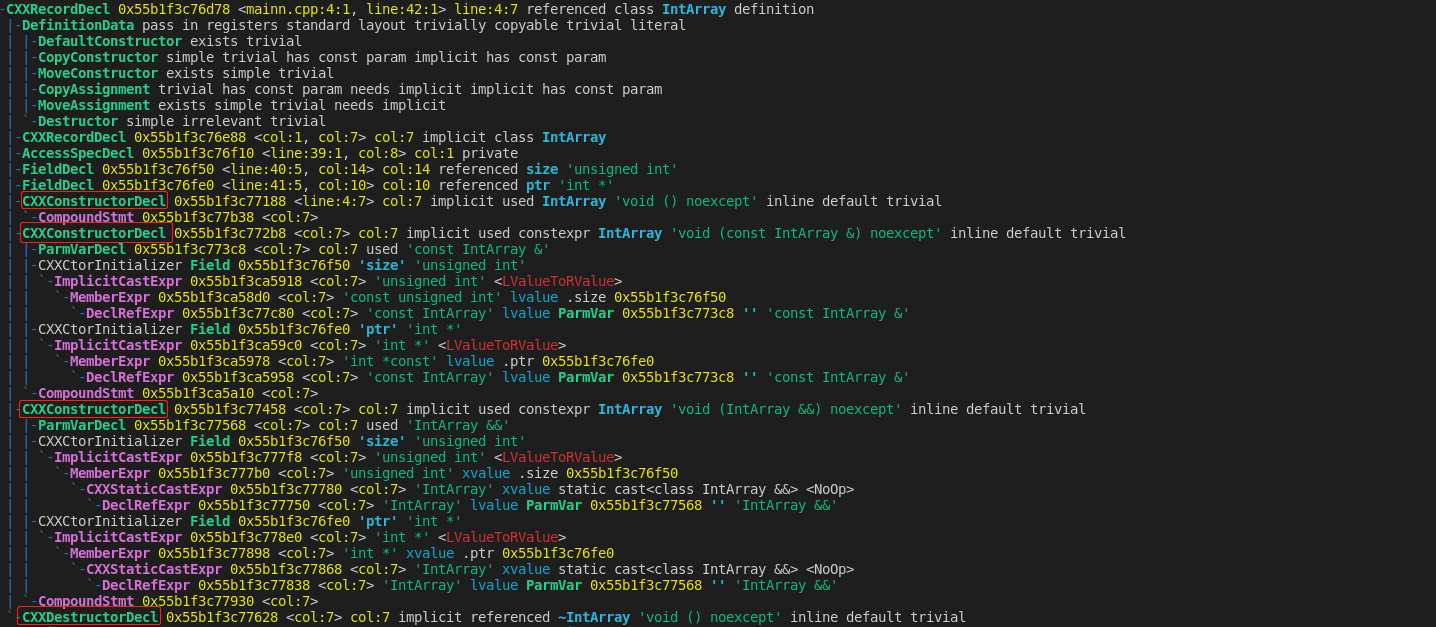 -CXXRecordDecl 0x55b1f3c76d78 <mainn.cpp:4:1, line:42:1> line:4:7 referenced class IntArray definition
| |-DefinitionData pass in registers standard layout trivially copyable trivial literal
| | |-DefaultConstructor exists trivial
| | |-CopyConstructor simple trivial has const param implicit has const param
| | |-MoveConstructor exists simple trivial
| | |-CopyAssignment trivial has const param needs implicit implicit has const param
| | |-MoveAssignment exists simple trivial needs implicit
| | `-Destructor simple irrelevant trivial
| |-CXXRecordDecl 0x55b1f3c76e88 <col:1, col:7> col:7 implicit class IntArray
| |-AccessSpecDecl 0x55b1f3c76f10 <line:39:1, col:8> col:1 private
| |-FieldDecl 0x55b1f3c76f50 <line:40:5, col:14> col:14 referenced size 'unsigned int'
| |-FieldDecl 0x55b1f3c76fe0 <line:41:5, col:10> col:10 referenced ptr 'int *'
| |-CXXConstructorDecl 0x55b1f3c77188 <line:4:7> col:7 implicit used IntArray 'void () noexcept' inline default trivial
| | `-CompoundStmt 0x55b1f3c77b38 <col:7>
| |-CXXConstructorDecl 0x55b1f3c772b8 <col:7> col:7 implicit used constexpr IntArray 'void (const IntArray &) noexcept' inline default trivial
| | |-ParmVarDecl 0x55b1f3c773c8 <col:7> col:7 used 'const IntArray &'
| | |-CXXCtorInitializer Field 0x55b1f3c76f50 'size' 'unsigned int'
| | | `-ImplicitCastExpr 0x55b1f3ca5918 <col:7> 'unsigned int' <LValueToRValue>
| | |   `-MemberExpr 0x55b1f3ca58d0 <col:7> 'const unsigned int' lvalue .size 0x55b1f3c76f50
| | |     `-DeclRefExpr 0x55b1f3c77c80 <col:7> 'const IntArray' lvalue ParmVar 0x55b1f3c773c8 '' 'const IntArray &'
| | |-CXXCtorInitializer Field 0x55b1f3c76fe0 'ptr' 'int *'
| | | `-ImplicitCastExpr 0x55b1f3ca59c0 <col:7> 'int *' <LValueToRValue>
| | |   `-MemberExpr 0x55b1f3ca5978 <col:7> 'int *const' lvalue .ptr 0x55b1f3c76fe0
| | |     `-DeclRefExpr 0x55b1f3ca5958 <col:7> 'const IntArray' lvalue ParmVar 0x55b1f3c773c8 '' 'const IntArray &'
| | `-CompoundStmt 0x55b1f3ca5a10 <col:7>
| |-CXXConstructorDecl 0x55b1f3c77458 <col:7> col:7 implicit used constexpr IntArray 'void (IntArray &&) noexcept' inline default trivial
| | |-ParmVarDecl 0x55b1f3c77568 <col:7> col:7 used 'IntArray &&'
| | |-CXXCtorInitializer Field 0x55b1f3c76f50 'size' 'unsigned int'
| | | `-ImplicitCastExpr 0x55b1f3c777f8 <col:7> 'unsigned int' <LValueToRValue>
| | |   `-MemberExpr 0x55b1f3c777b0 <col:7> 'unsigned int' xvalue .size 0x55b1f3c76f50
| | |     `-CXXStaticCastExpr 0x55b1f3c77780 <col:7> 'IntArray' xvalue static_cast<class IntArray &&> <NoOp>
| | |       `-DeclRefExpr 0x55b1f3c77750 <col:7> 'IntArray' lvalue ParmVar 0x55b1f3c77568 '' 'IntArray &&'
| | |-CXXCtorInitializer Field 0x55b1f3c76fe0 'ptr' 'int *'
| | | `-ImplicitCastExpr 0x55b1f3c778e0 <col:7> 'int *' <LValueToRValue>
| | |   `-MemberExpr 0x55b1f3c77898 <col:7> 'int *' xvalue .ptr 0x55b1f3c76fe0
| | |     `-CXXStaticCastExpr 0x55b1f3c77868 <col:7> 'IntArray' xvalue static_cast<class IntArray &&> <NoOp>
| | |       `-DeclRefExpr 0x55b1f3c77838 <col:7> 'IntArray' lvalue ParmVar 0x55b1f3c77568 '' 'IntArray &&'
| | `-CompoundStmt 0x55b1f3c77930 <col:7>
` `-CXXDestructorDecl 0x55b1f3c77628 <col:7> col:7 implicit referenced ~IntArray 'void () noexcept' inline default trivial